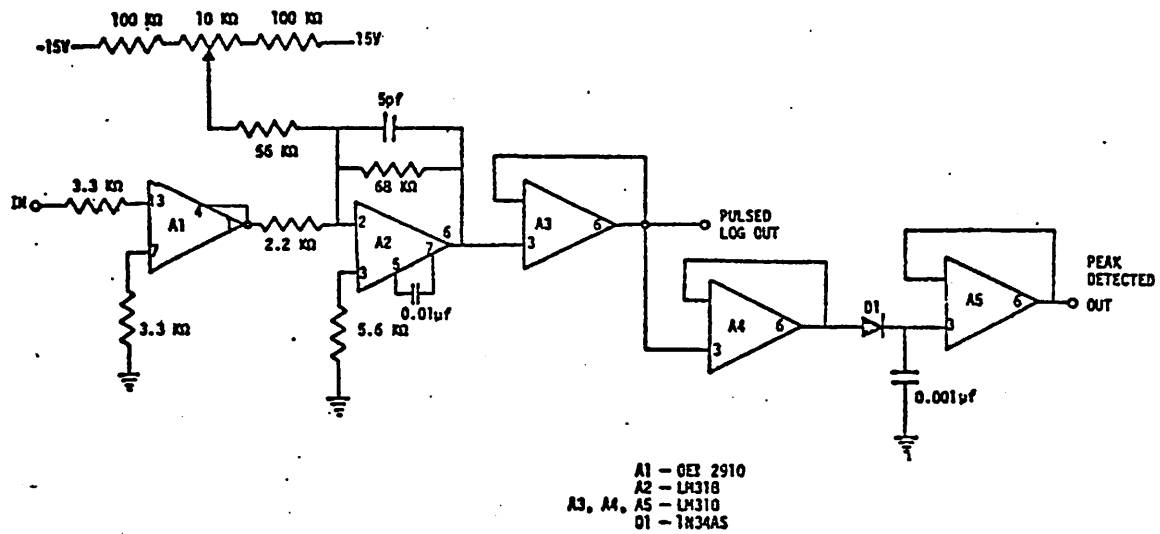 100 KΩ 10 KΩ 100 KΩ
-15V 15V
5pf
56 KΩ
68 KΩ
IN 3.3 KΩ 13 4 A1 7
2.2 KΩ
2 A2 6 3 5 7
0.01µf
3.3 KΩ
5.6 KΩ
A3 6 3
PULSED
LOG OUT
A4 6 3
D1
A5 6 3
PEAK
DETECTED
OUT
0.001µf
A1 — OEI 2910
A2 — LM318
A3, A4, A5 — LM310
D1 — 1N34AS